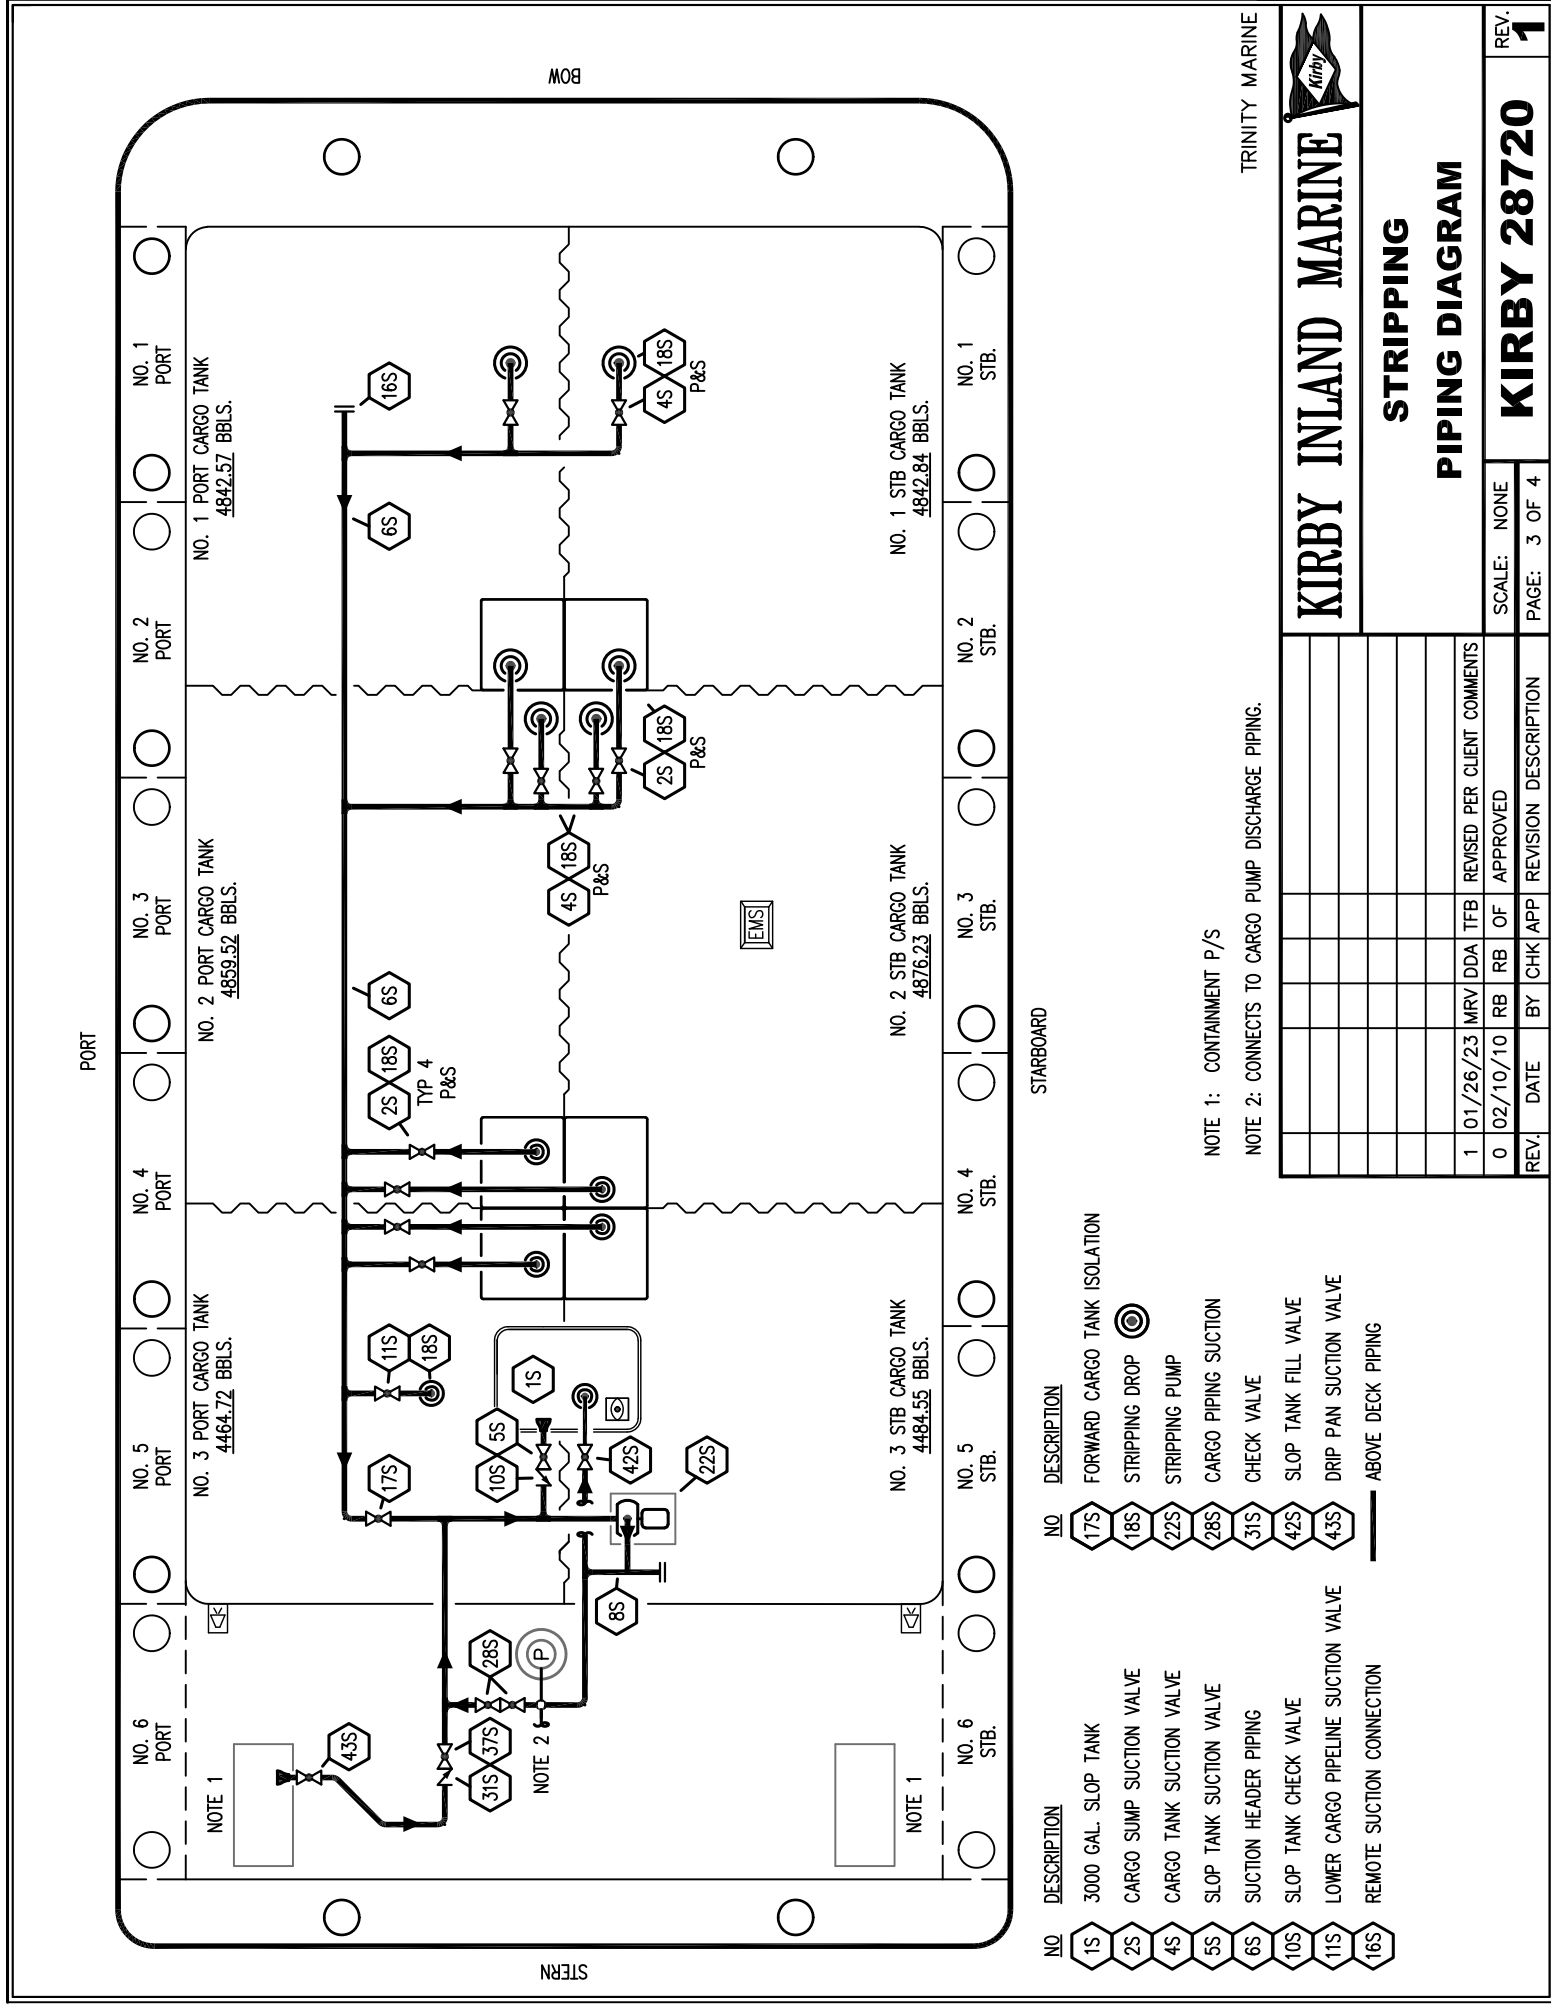 PORT
BOW
STERN
STARBOARD
NO. 6
PORT
NO. 5
PORT
NO. 4
PORT
NO. 3
PORT
NO. 2
PORT
NO. 1
PORT
NO. 3 PORT CARGO TANK
4464.72 BBLS.
NO. 2 PORT CARGO TANK
4859.52 BBLS.
NO. 1 PORT CARGO TANK
4842.57 BBLS.
NOTE 1
43S
31S
37S
NOTE 2
28S
P
8S
17S
10S
5S
1S
42S
22S
11S
18S
2S
18S
TYP 4
P&S
6S
4S
18S
P&S
EMS
2S
18S
P&S
6S
16S
4S
18S
P&S
NOTE 1
NO. 3 STB CARGO TANK
4484.55 BBLS.
NO. 2 STB CARGO TANK
4876.23 BBLS.
NO. 1 STB CARGO TANK
4842.84 BBLS.
NO. 6
STB.
NO. 5
STB.
NO. 4
STB.
NO. 3
STB.
NO. 2
STB.
NO. 1
STB.
NO DESCRIPTION
1S 3000 GAL. SLOP TANK
2S CARGO SUMP SUCTION VALVE
4S CARGO TANK SUCTION VALVE
5S SLOP TANK SUCTION VALVE
6S SUCTION HEADER PIPING
10S SLOP TANK CHECK VALVE
11S LOWER CARGO PIPELINE SUCTION VALVE
16S REMOTE SUCTION CONNECTION
NO DESCRIPTION
17S FORWARD CARGO TANK ISOLATION
18S STRIPPING DROP
22S STRIPPING PUMP
28S CARGO PIPING SUCTION
31S CHECK VALVE
42S SLOP TANK FILL VALVE
43S DRIP PAN SUCTION VALVE
ABOVE DECK PIPING
NOTE 1: CONTAINMENT P/S
NOTE 2: CONNECTS TO CARGO PUMP DISCHARGE PIPING.
TRINITY MARINE
1 01/26/23 MRV DDA TFB REVISED PER CLIENT COMMENTS
0 02/10/10 RB RB OF APPROVED
REV. DATE BY CHK APP REVISION DESCRIPTION
KIRBY INLAND MARINE
Kirby
STRIPPING
PIPING DIAGRAM
SCALE: NONE
PAGE: 3 OF 4
KIRBY 28720
REV.
1